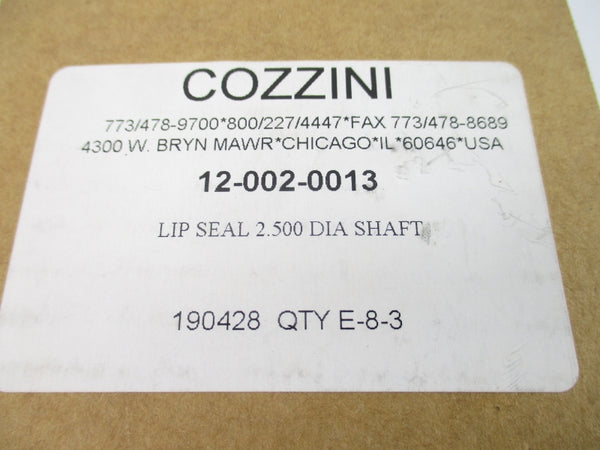 COZZINI
773/478-9700*800/227/4447*FAX 773/478-8689
4300 W. BRYN MAWR*CHICAGO*IL*60646*USA
12-002-0013
LIP SEAL 2.500 DIA SHAFT
190428 QTY E-8-3